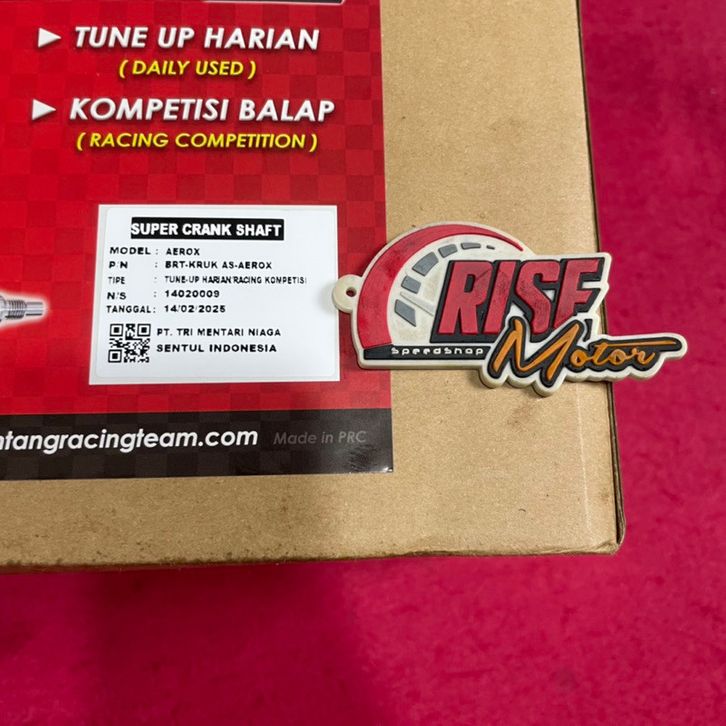 ▶ TUNE UP HARIAN
( DAILY USED )
▶ KOMPETISI BALAP
( RACING COMPETITION )
SUPER CRANK SHAFT
MODEL : AEROX
P/N : BRT-KRUK AS-AEROX
TIPE : TUNE-UP HARIAN/RACING KOMPETISI
N/S : 14020009
TANGGAL : 14/02/2025
PT. TRI MENTARI NIAGA
SENTUL INDONESIA
ntangracingteam.com Made in PRC
RISE
SpeedShop Motor